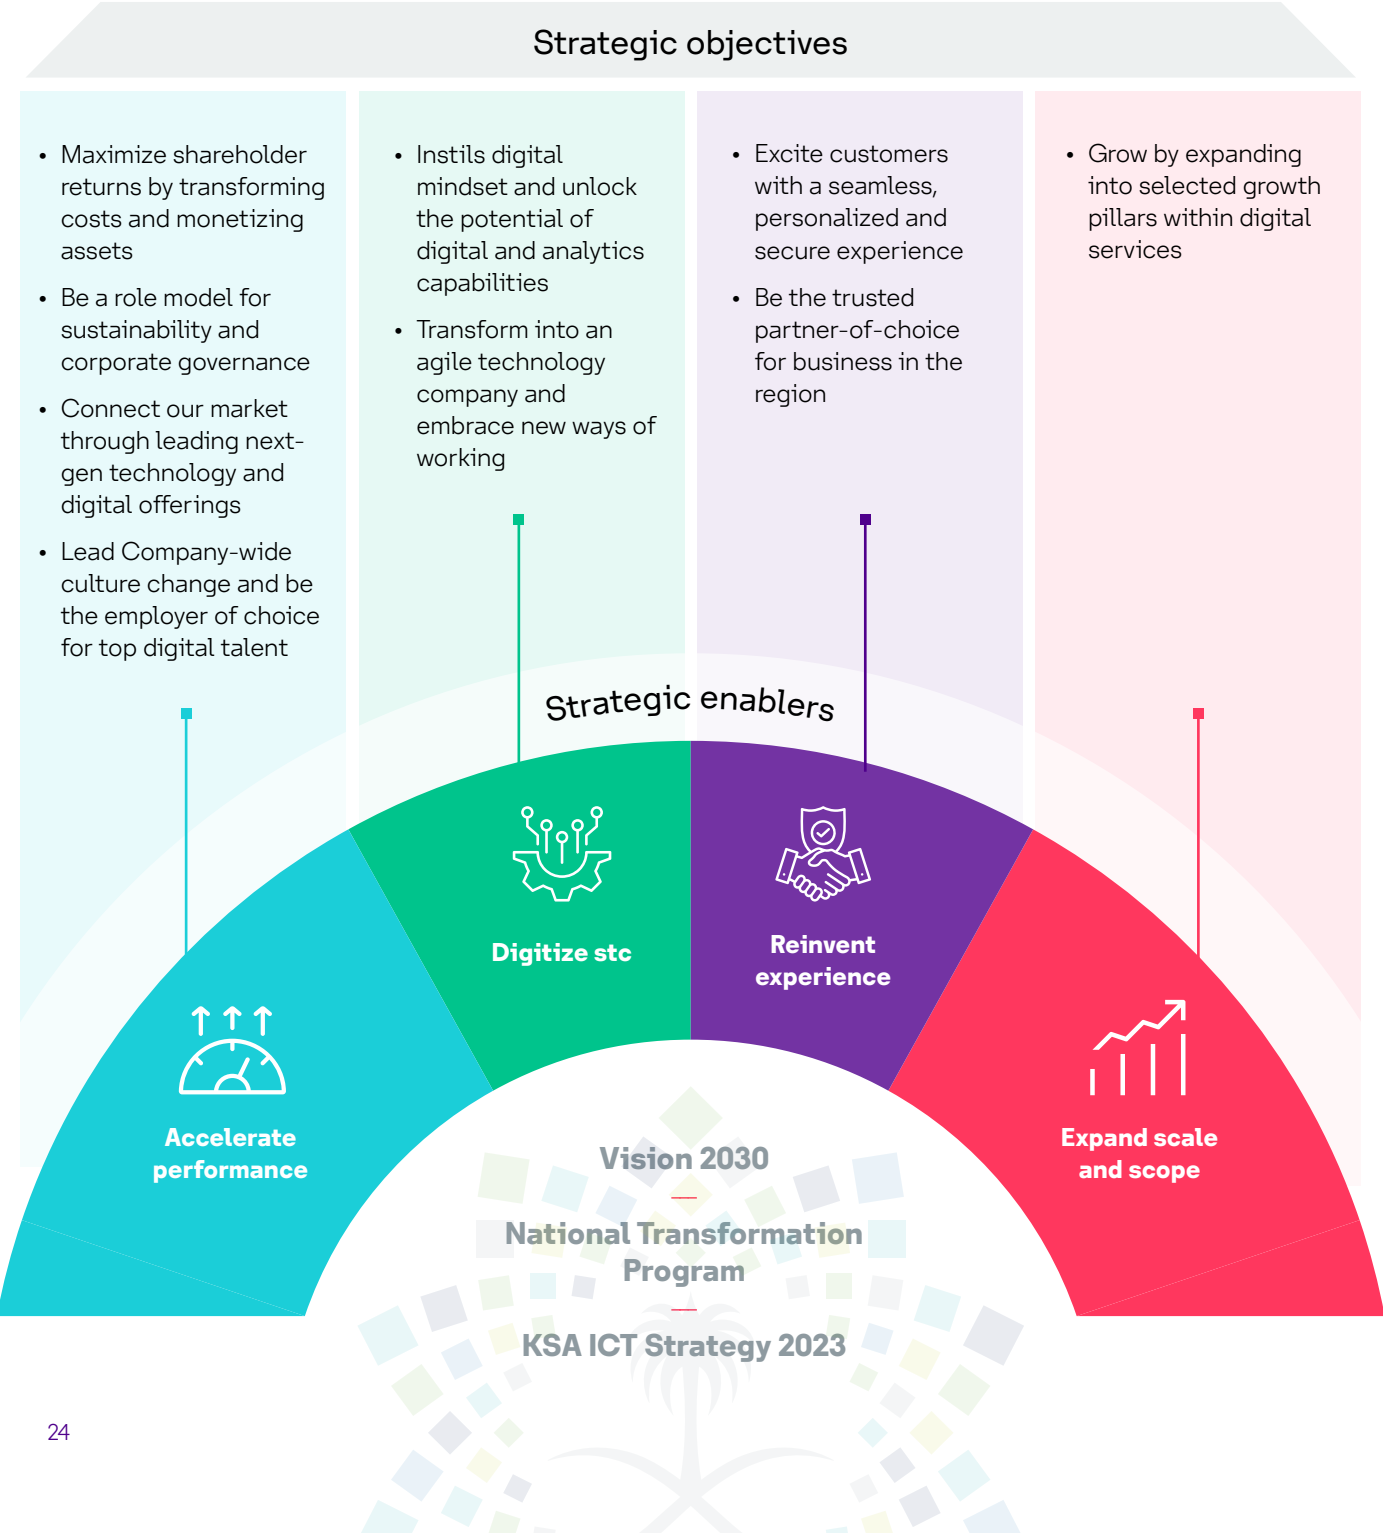 Strategic objectives
• Maximize shareholder
returns by transforming
costs and monetizing
assets
• Be a role model for
sustainability and
corporate governance
• Connect our market
through leading next-
gen technology and
digital offerings
• Lead Company-wide
culture change and be
the employer of choice
for top digital talent
• Instils digital
mindset and unlock
the potential of
digital and analytics
capabilities
• Transform into an
agile technology
company and
embrace new ways of
working
• Excite customers
with a seamless,
personalized and
secure experience
• Be the trusted
partner-of-choice
for business in the
region
• Grow by expanding
into selected growth
pillars within digital
services
Strategic enablers
Accelerate
performance
Digitize stc
Reinvent
experience
Expand scale
and scope
Vision 2030
National Transformation
Program
KSA ICT Strategy 2023
24